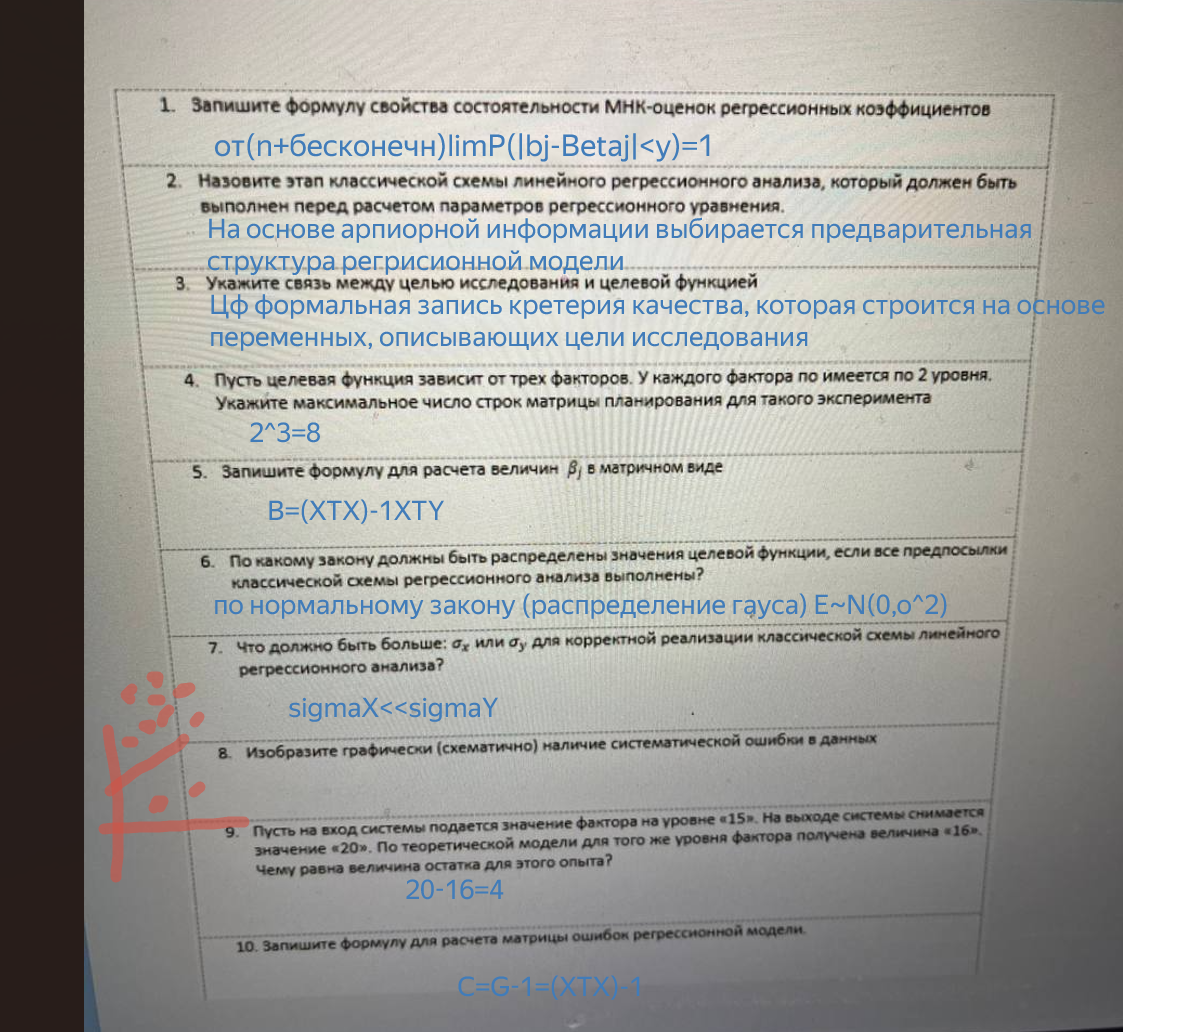 1. Запишите формулу свойства состоятельности МНК-оценок регрессионных коэффициентов
от(n+бесконечн)limP(|bj-Betaj|<y)=1
2. Назовите этап классической схемы линейного регрессионного анализа, который должен быть
выполнен перед расчетом параметров регрессионного уравнения.
На основе арпиорной информации выбирается предварительная
структура регрисионной модели
3. Укажите связь между целью исследования и целевой функцией
Цф формальная запись кретерия качества, которая строится на основе
переменных, описывающих цели исследования
4. Пусть целевая функция зависит от трех факторов. У каждого фактора по имеется по 2 уровня.
Укажите максимальное число строк матрицы планирования для такого эксперимента
2^3=8
5. Запишите формулу для расчета величин βj в матричном виде
B=(XTX)-1XTY
6. По какому закону должны быть распределены значения целевой функции, если все предпосылки
классической схемы регрессионного анализа выполнены?
по нормальному закону (распределение гауса) E~N(0,o^2)
7. Что должно быть больше: σx или σy для корректной реализации классической схемы линейного
регрессионного анализа?
sigmaX<<sigmaY
8. Изобразите графически (схематично) наличие систематической ошибки в данных
9. Пусть на вход системы подается значение фактора на уровне «15». На выходе системы снимается
значение «20». По теоретической модели для того же уровня фактора получена величина «16».
Чему равна величина остатка для этого опыта?
20-16=4
10. Запишите формулу для расчета матрицы ошибок регрессионной модели.
C=G-1=(XTX)-1